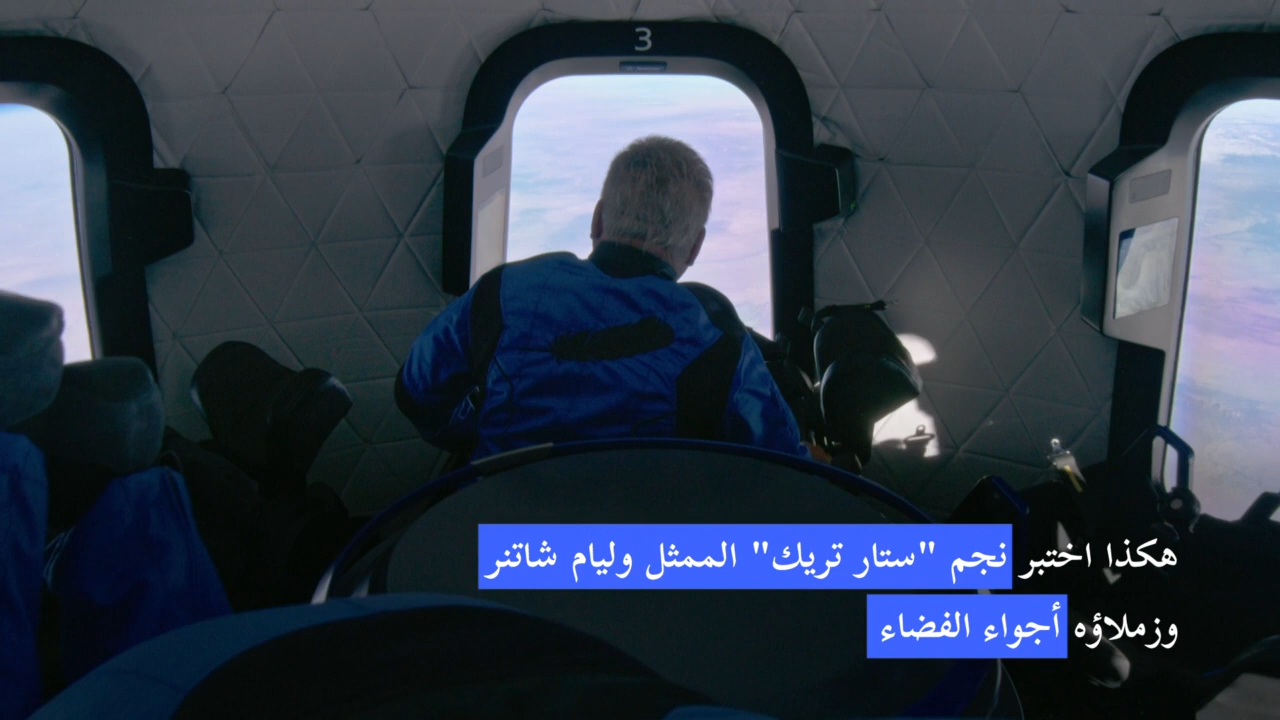 3
هكذا اختبر نجم "ستار تريك" الممثل وليام شاتنر
وزملاؤه أجواء الفضاء